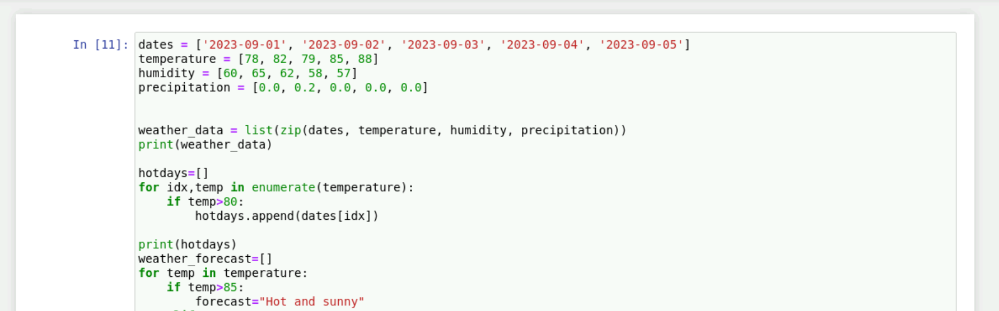 In [11]: dates = ['2023-09-01', '2023-09-02', '2023-09-03', '2023-09-04', '2023-09-05']
temperature = [78, 82, 79, 85, 88]
humidity = [60, 65, 62, 58, 57]
precipitation = [0.0, 0.2, 0.0, 0.0, 0.0]
weather_data = list(zip(dates, temperature, humidity, precipitation))
print(weather_data)
hotdays=[]
for idx,temp in enumerate(temperature):
    if temp>80:
        hotdays.append(dates[idx])
print(hotdays)
weather_forecast=[]
for temp in temperature:
    if temp>85:
        forecast="Hot and sunny"